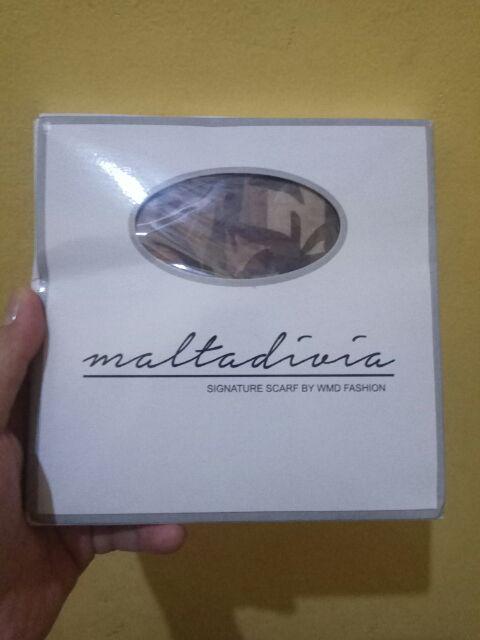 maltadivia
SIGNATURE SCARF BY WMD FASHION